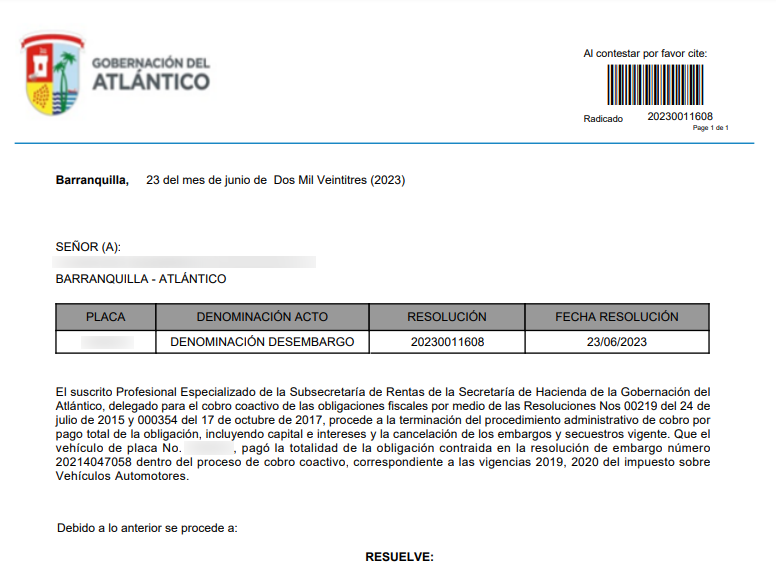 GOBERNACIÓN DEL
ATLÁNTICO
Al contestar por favor cite:
Radicado 20230011608
Page 1 de 1
Barranquilla, 23 del mes de junio de Dos Mil Veintitres (2023)
SEÑOR (A):
BARRANQUILLA - ATLÁNTICO
PLACA DENOMINACIÓN ACTO RESOLUCIÓN FECHA RESOLUCIÓN
DENOMINACIÓN DESEMBARGO 20230011608 23/06/2023
El suscrito Profesional Especializado de la Subsecretaría de Rentas de la Secretaría de Hacienda de la Gobernación del
Atlántico, delegado para el cobro coactivo de las obligaciones fiscales por medio de las Resoluciones Nos 00219 del 24 de
julio de 2015 y 000354 del 17 de octubre de 2017, procede a la terminación del procedimiento administrativo de cobro por
pago total de la obligación, incluyendo capital e intereses y la cancelación de los embargos y secuestros vigente. Que el
vehículo de placa No. , pagó la totalidad de la obligación contraida en la resolución de embargo número
20214047058 dentro del proceso de cobro coactivo, correspondiente a las vigencias 2019, 2020 del impuesto sobre
Vehículos Automotores.
Debido a lo anterior se procede a:
RESUELVE: